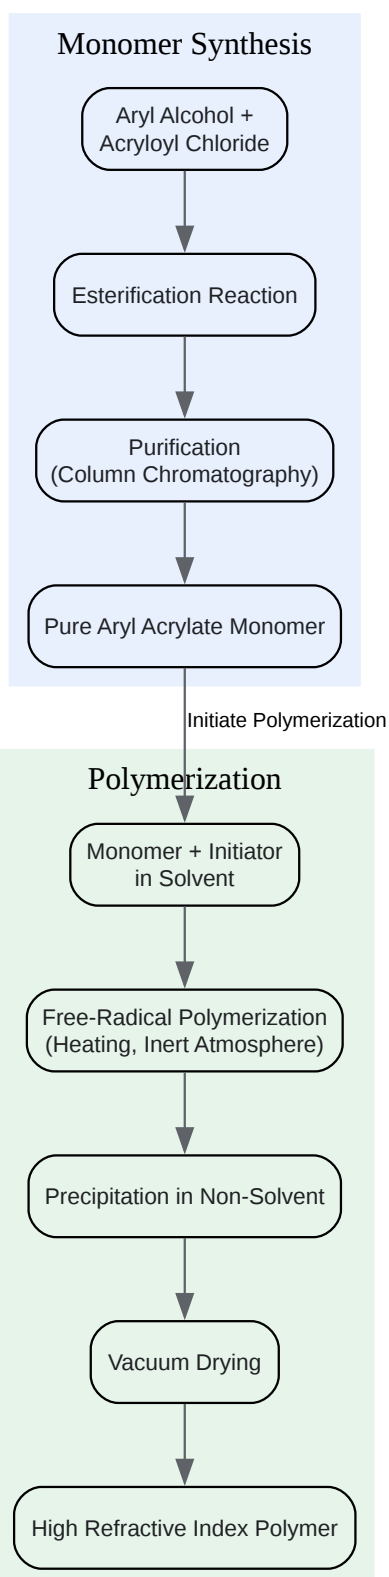 Monomer Synthesis
Aryl Alcohol +
Acryloyl Chloride
Esterification Reaction
Purification
(Column Chromatography)
Pure Aryl Acrylate Monomer
Initiate Polymerization
Polymerization
Monomer + Initiator
in Solvent
Free-Radical Polymerization
(Heating, Inert Atmosphere)
Precipitation in Non-Solvent
Vacuum Drying
High Refractive Index Polymer